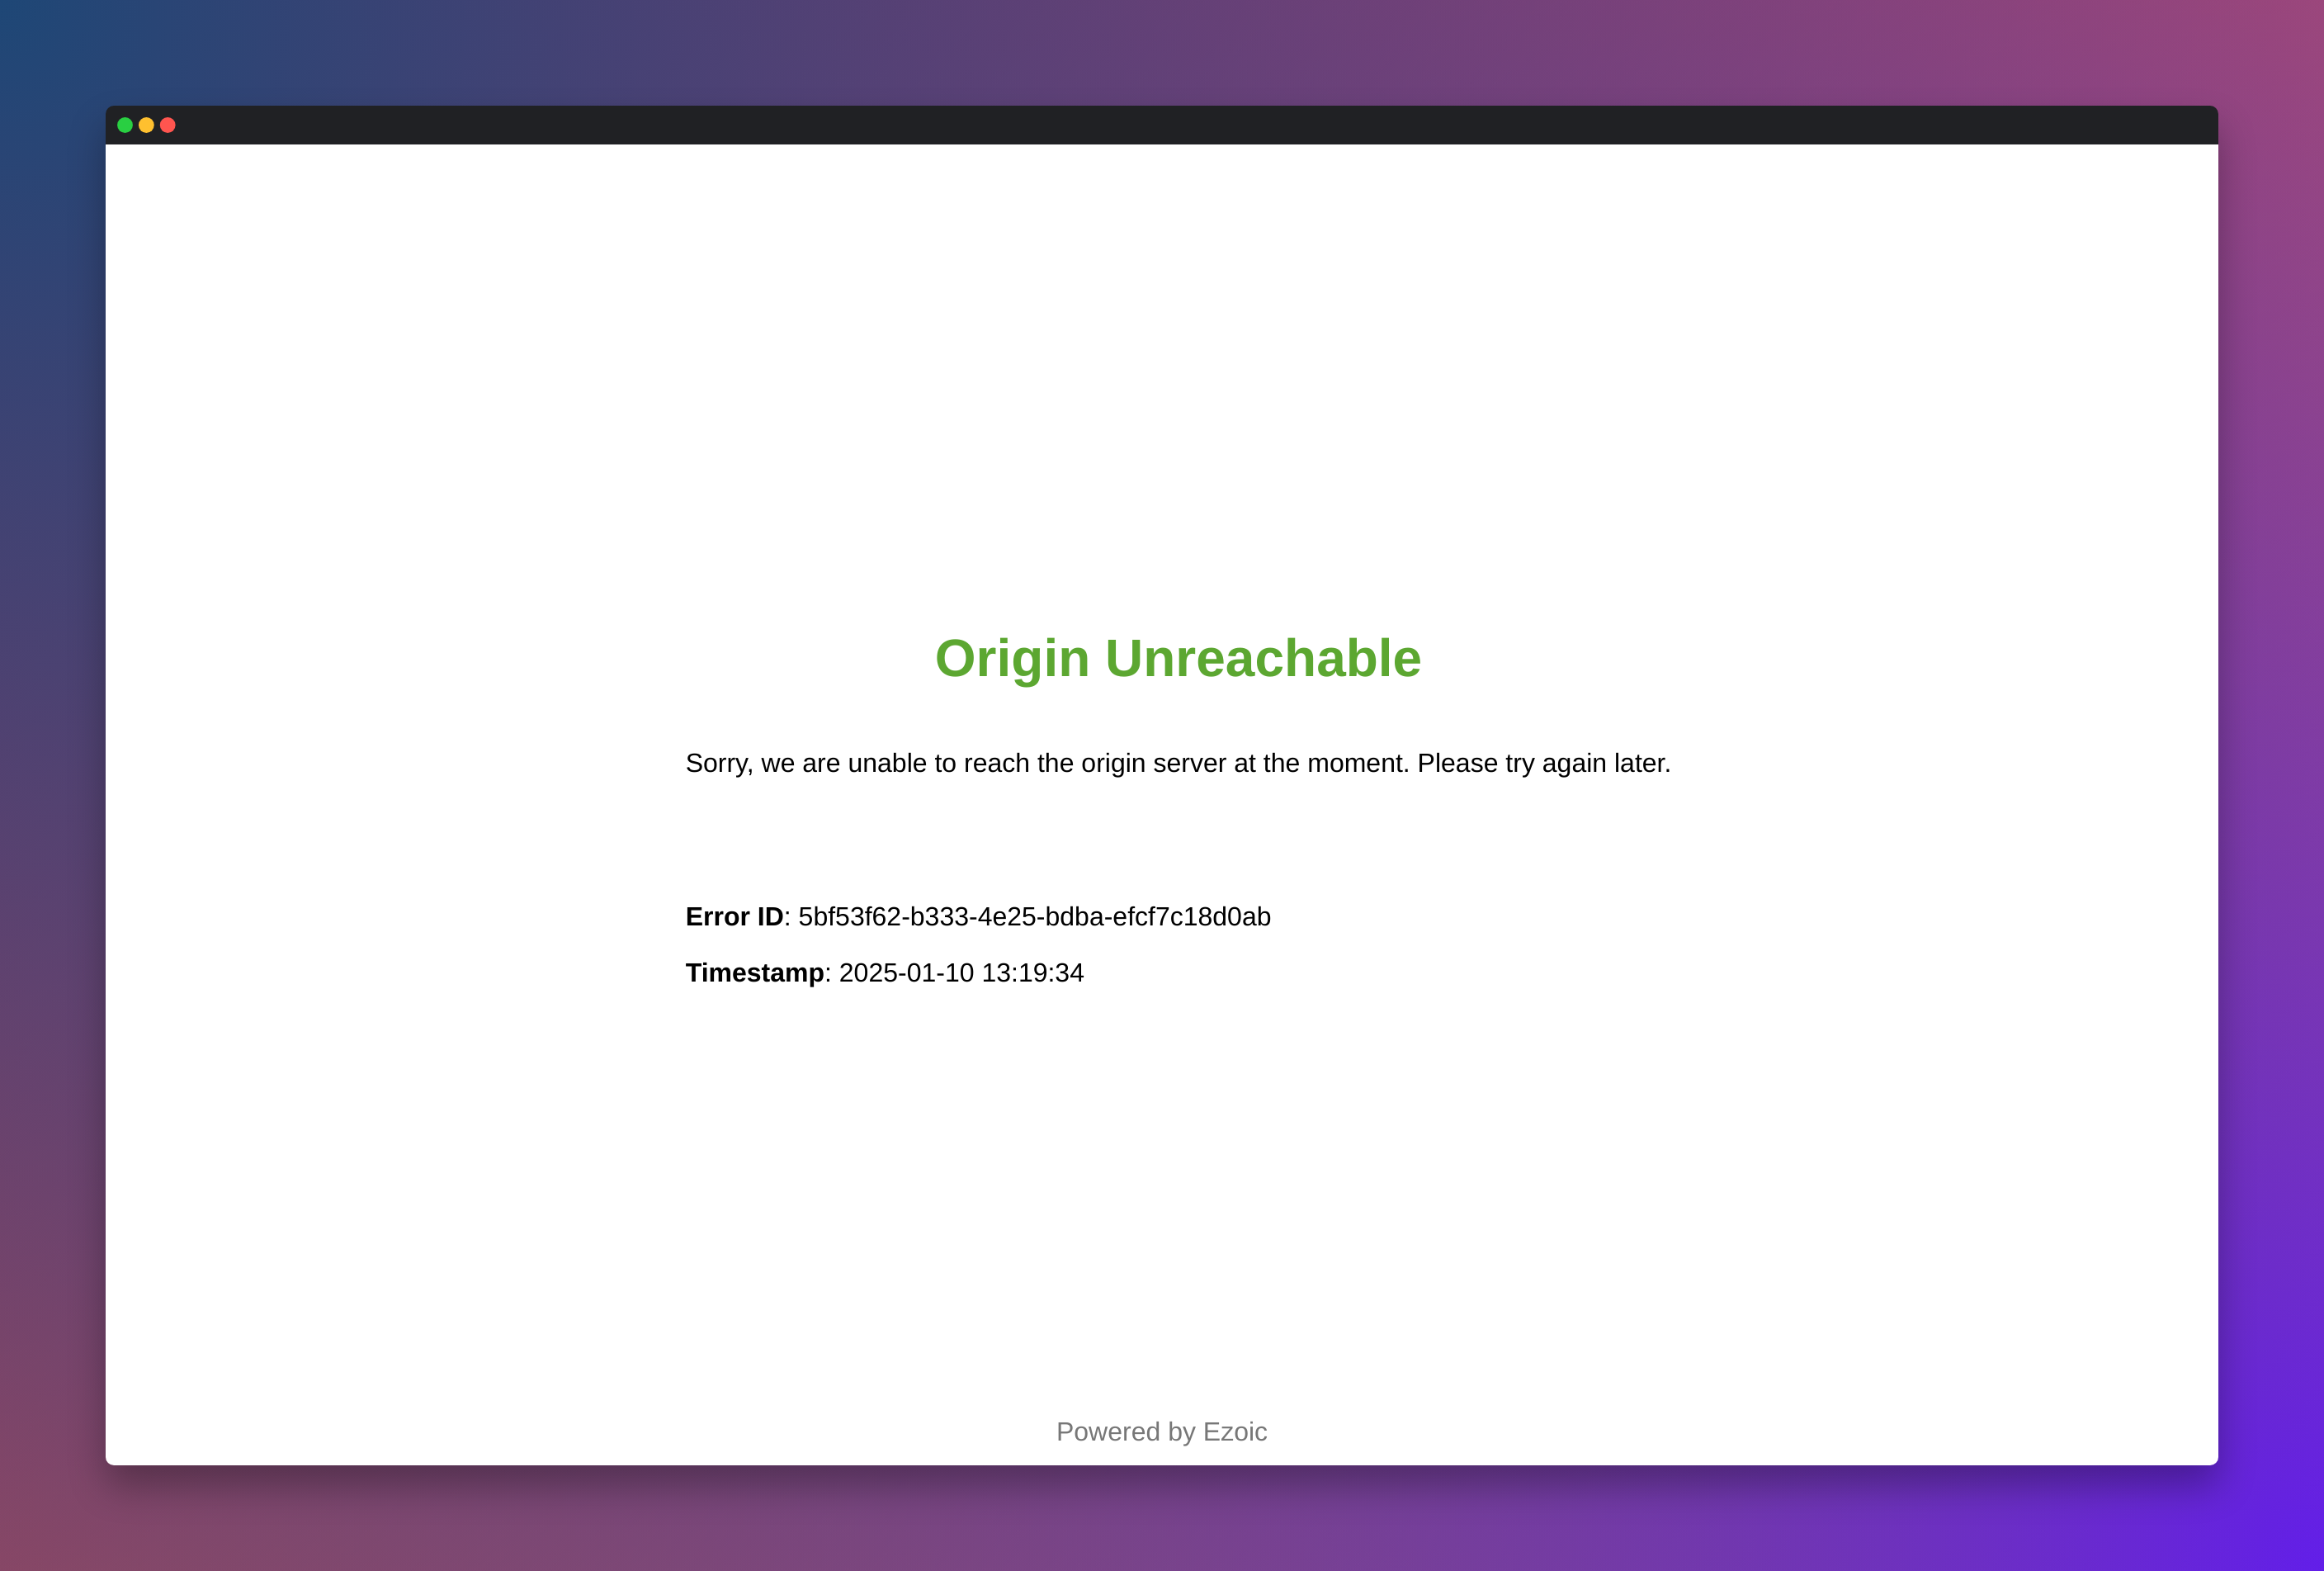 Origin Unreachable
Sorry, we are unable to reach the origin server at the moment. Please try again later.
Error ID: 5bf53f62-b333-4e25-bdba-efcf7c18d0ab
Timestamp: 2025-01-10 13:19:34
Powered by Ezoic